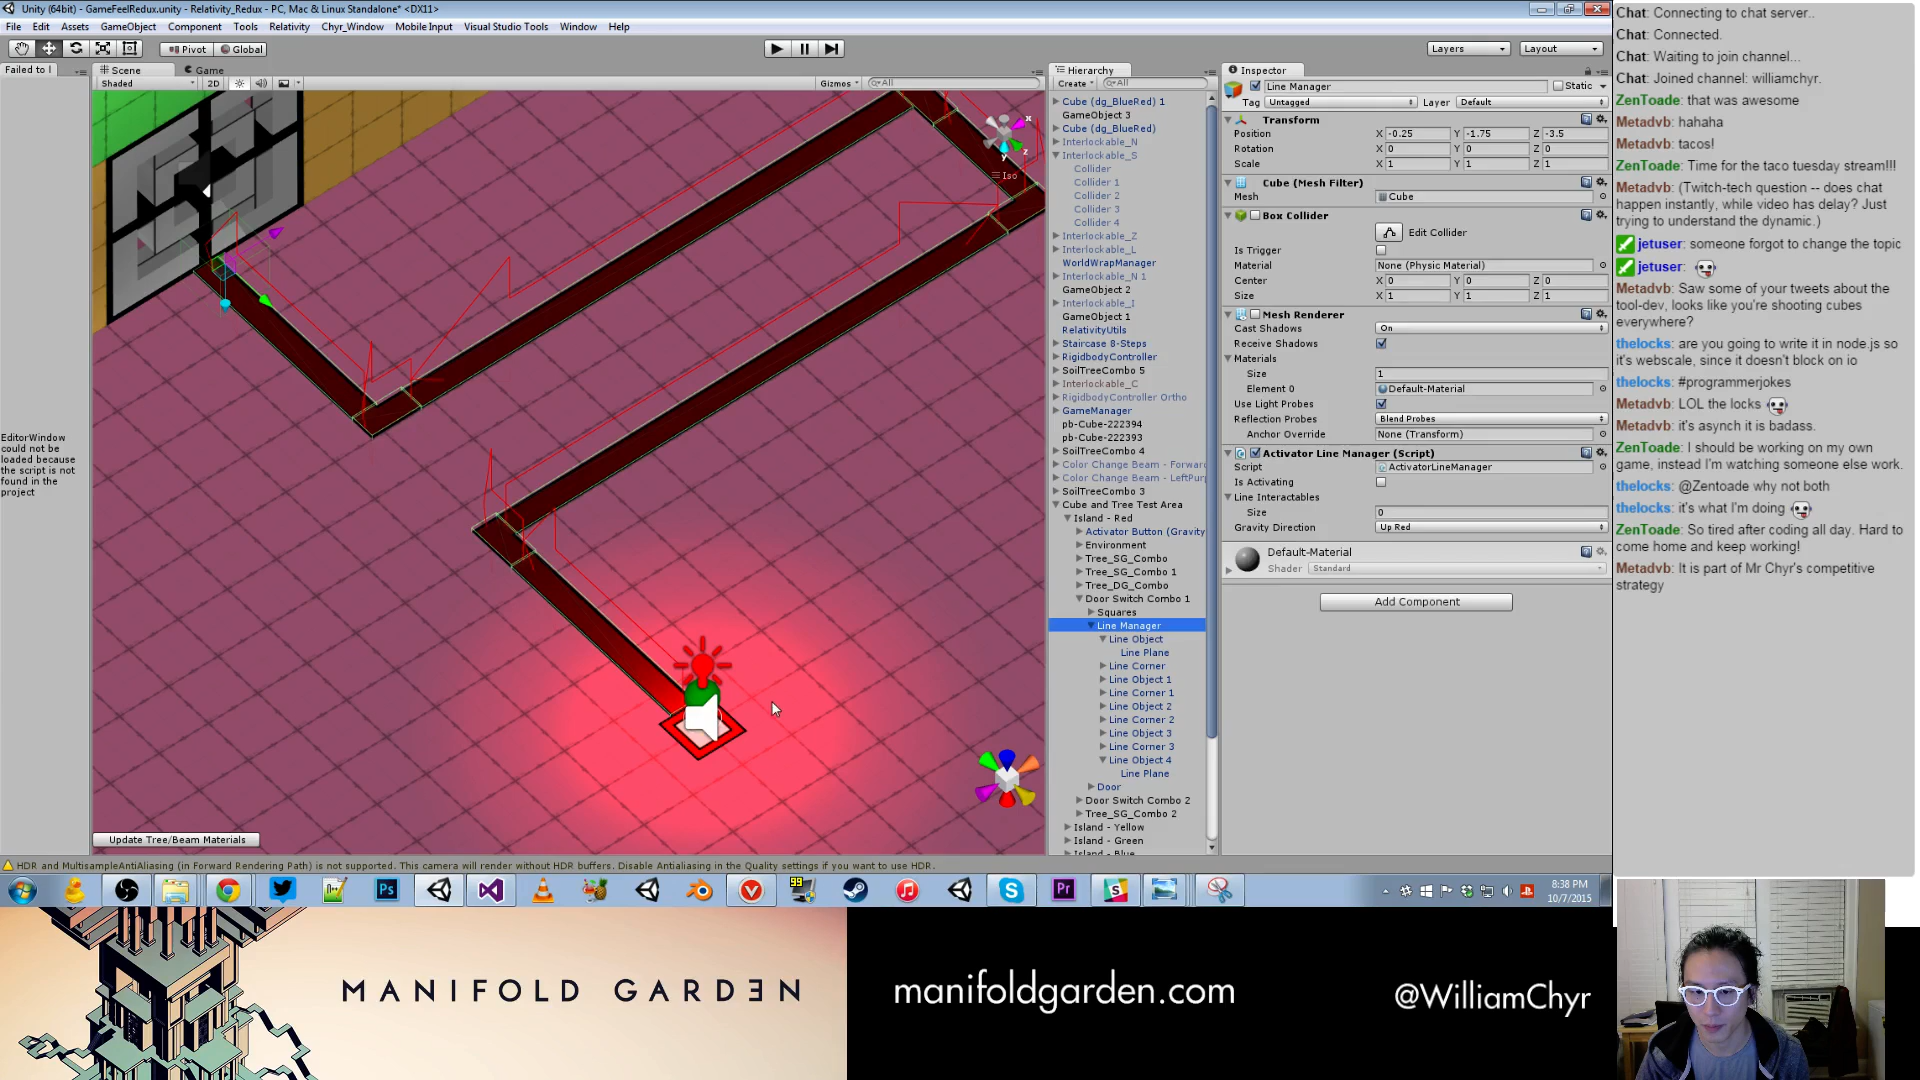 Unity (64bit) - GameFeelRedux.unity - Relativity_Redux - PC, Mac & Linux Standalone* <DX11>
File Edit Assets GameObject Component Tools Relativity Chyr_Window Mobile Input Visual Studio Tools Window Help
Pivot Global Layers Layout
Failed to l
Scene Game
Shaded 2D Gizmos All
Iso
EditorWindow
could not be
loaded because
the script is not
found in the
project
Update Tree/Beam Materials
HDR and MultisampleAntiAliasing (in Forward Rendering Path) is not supported. This camera will render without HDR buffers. Disable Antialiasing in the Quality settings if you want to use HDR.
Hierarchy
Create All
Cube (dg_BlueRed) 1
GameObject 3
Cube (dg_BlueRed)
Interlockable_N
Interlockable_S
Collider
Collider 1
Collider 2
Collider 3
Collider 4
Interlockable_Z
Interlockable_L
WorldWrapManager
Interlockable_N 1
GameObject 2
Interlockable_I
GameObject 1
RelativityUtils
Staircase 8-Steps
RigidbodyController
SoilTreeCombo 5
Interlockable_C
RigidbodyController Ortho
GameManager
pb-Cube-222394
pb-Cube-222393
SoilTreeCombo 4
Color Change Beam - Forwar
Color Change Beam - LeftPur
SoilTreeCombo 3
Cube and Tree Test Area
Island - Red
Activator Button (Gravity
Environment
Tree_SG_Combo
Tree_SG_Combo 1
Tree_DG_Combo
Door Switch Combo 1
Squares
Line Manager
Line Object
Line Plane
Line Corner
Line Object 1
Line Corner 1
Line Object 2
Line Corner 2
Line Object 3
Line Corner 3
Line Object 4
Line Plane
Door
Door Switch Combo 2
Tree_SG_Combo 2
Island - Yellow
Island - Green
Island - Blue
Inspector
Line Manager Static
Tag Untagged Layer Default
Transform
Position X -0.25 Y -1.75 Z -3.5
Rotation X 0 Y 0 Z 0
Scale X 1 Y 1 Z 1
Cube (Mesh Filter)
Mesh Cube
Box Collider
Edit Collider
Is Trigger
Material None (Physic Material)
Center X 0 Y 0 Z 0
Size X 1 Y 1 Z 1
Mesh Renderer
Cast Shadows On
Receive Shadows
Materials
Size 1
Element 0 Default-Material
Use Light Probes
Reflection Probes Blend Probes
Anchor Override None (Transform)
Activator Line Manager (Script)
Script ActivatorLineManager
Is Activating
Line Interactables
Size 0
Gravity Direction Up Red
Default-Material
Shader Standard
Add Component
Chat: Connecting to chat server..
Chat: Connected.
Chat: Waiting to join channel...
Chat: Joined channel: williamchyr.
ZenToade: that was awesome
Metadvb: hahaha
Metadvb: tacos!
ZenToade: Time for the taco tuesday stream!!!
Metadvb: (Twitch-tech question -- does chat
happen instantly, while video has delay? Just
trying to understand the dynamic.)
jetuser: someone forgot to change the topic
jetuser:
Metadvb: Saw some of your tweets about the
tool-dev, looks like you're shooting cubes
everywhere?
thelocks: are you going to write it in node.js so
it's webscale, since it doesn't block on io
thelocks: #programmerjokes
Metadvb: LOL the locks
Metadvb: it's asynch it is badass.
ZenToade: I should be working on my own
game, instead I'm watching someone else work.
thelocks: @Zentoade why not both
thelocks: it's what I'm doing
ZenToade: So tired after coding all day. Hard to
come home and keep working!
Metadvb: It is part of Mr Chyr's competitive
strategy
8:38 PM
10/7/2015
MANIFOLD GARDƎN
manifoldgarden.com
@WilliamChyr